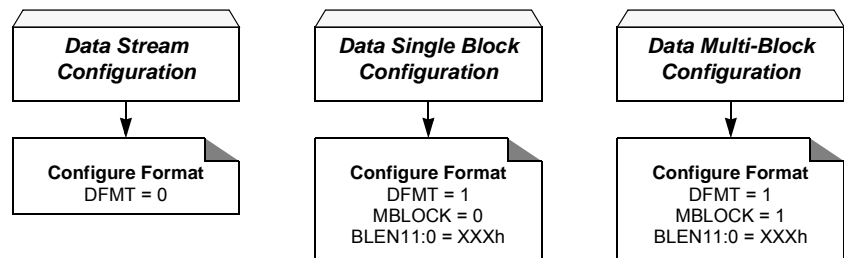 Data Stream
Configuration
Configure Format
DFMT = 0
Data Single Block
Configuration
Configure Format
DFMT = 1
MBLOCK = 0
BLEN11:0 = XXXh
Data Multi-Block
Configuration
Configure Format
DFMT = 1
MBLOCK = 1
BLEN11:0 = XXXh